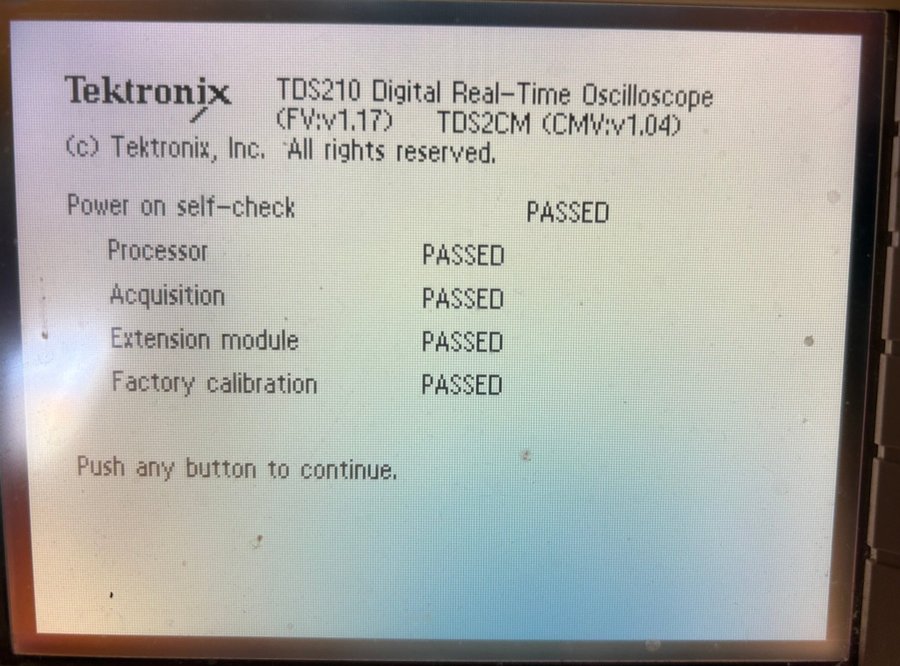 Tektronix TDS210 Digital Real-Time Oscilloscope
(FV:v1.17) TDS2CM (CMV:v1.04)
(c) Tektronix, Inc. All rights reserved.
Power on self-check PASSED
Processor PASSED
Acquisition PASSED
Extension module PASSED
Factory calibration PASSED
Push any button to continue.